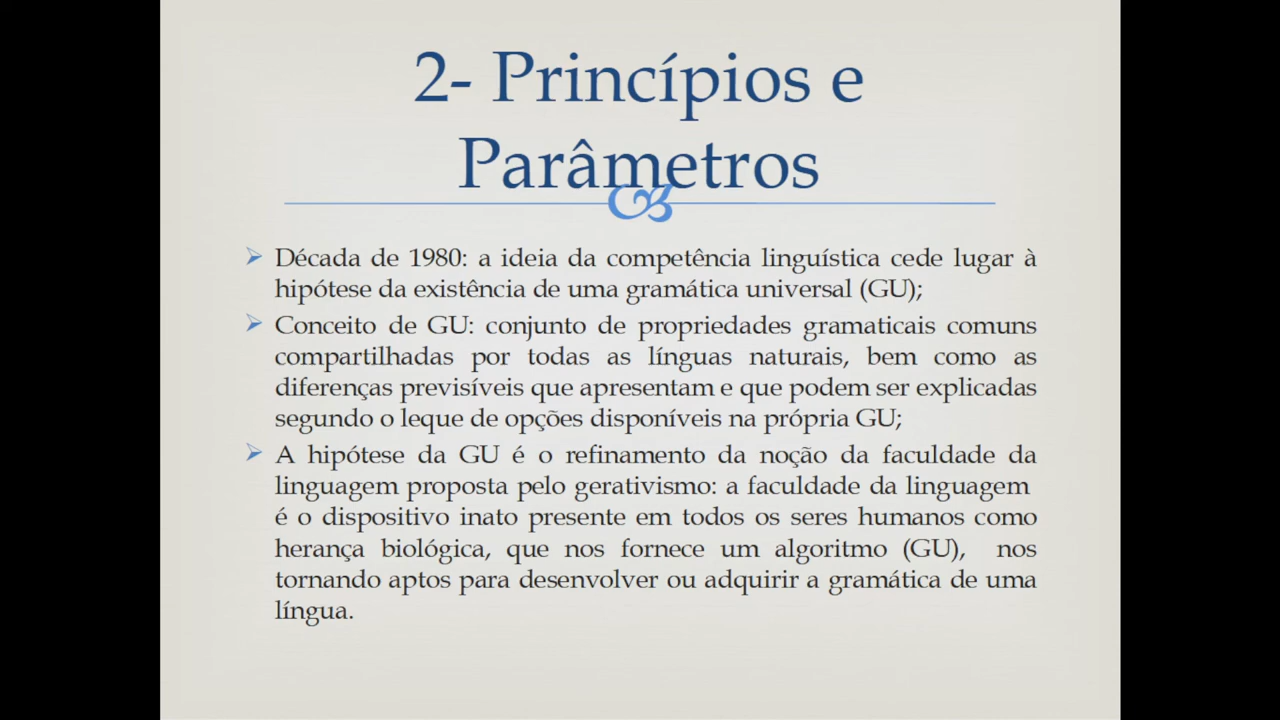 2- Princípios e
Parâmetros
Década de 1980: a ideia da competência linguística cede lugar à
hipótese da existência de uma gramática universal (GU);
Conceito de GU: conjunto de propriedades gramaticais comuns
compartilhadas por todas as línguas naturais, bem como as
diferenças previsíveis que apresentam e que podem ser explicadas
segundo o leque de opções disponíveis na própria GU;
A hipótese da GU é o refinamento da noção da faculdade da
linguagem proposta pelo gerativismo: a faculdade da linguagem
é o dispositivo inato presente em todos os seres humanos como
herança biológica, que nos fornece um algoritmo (GU), nos
tornando aptos para desenvolver ou adquirir a gramática de uma
língua.